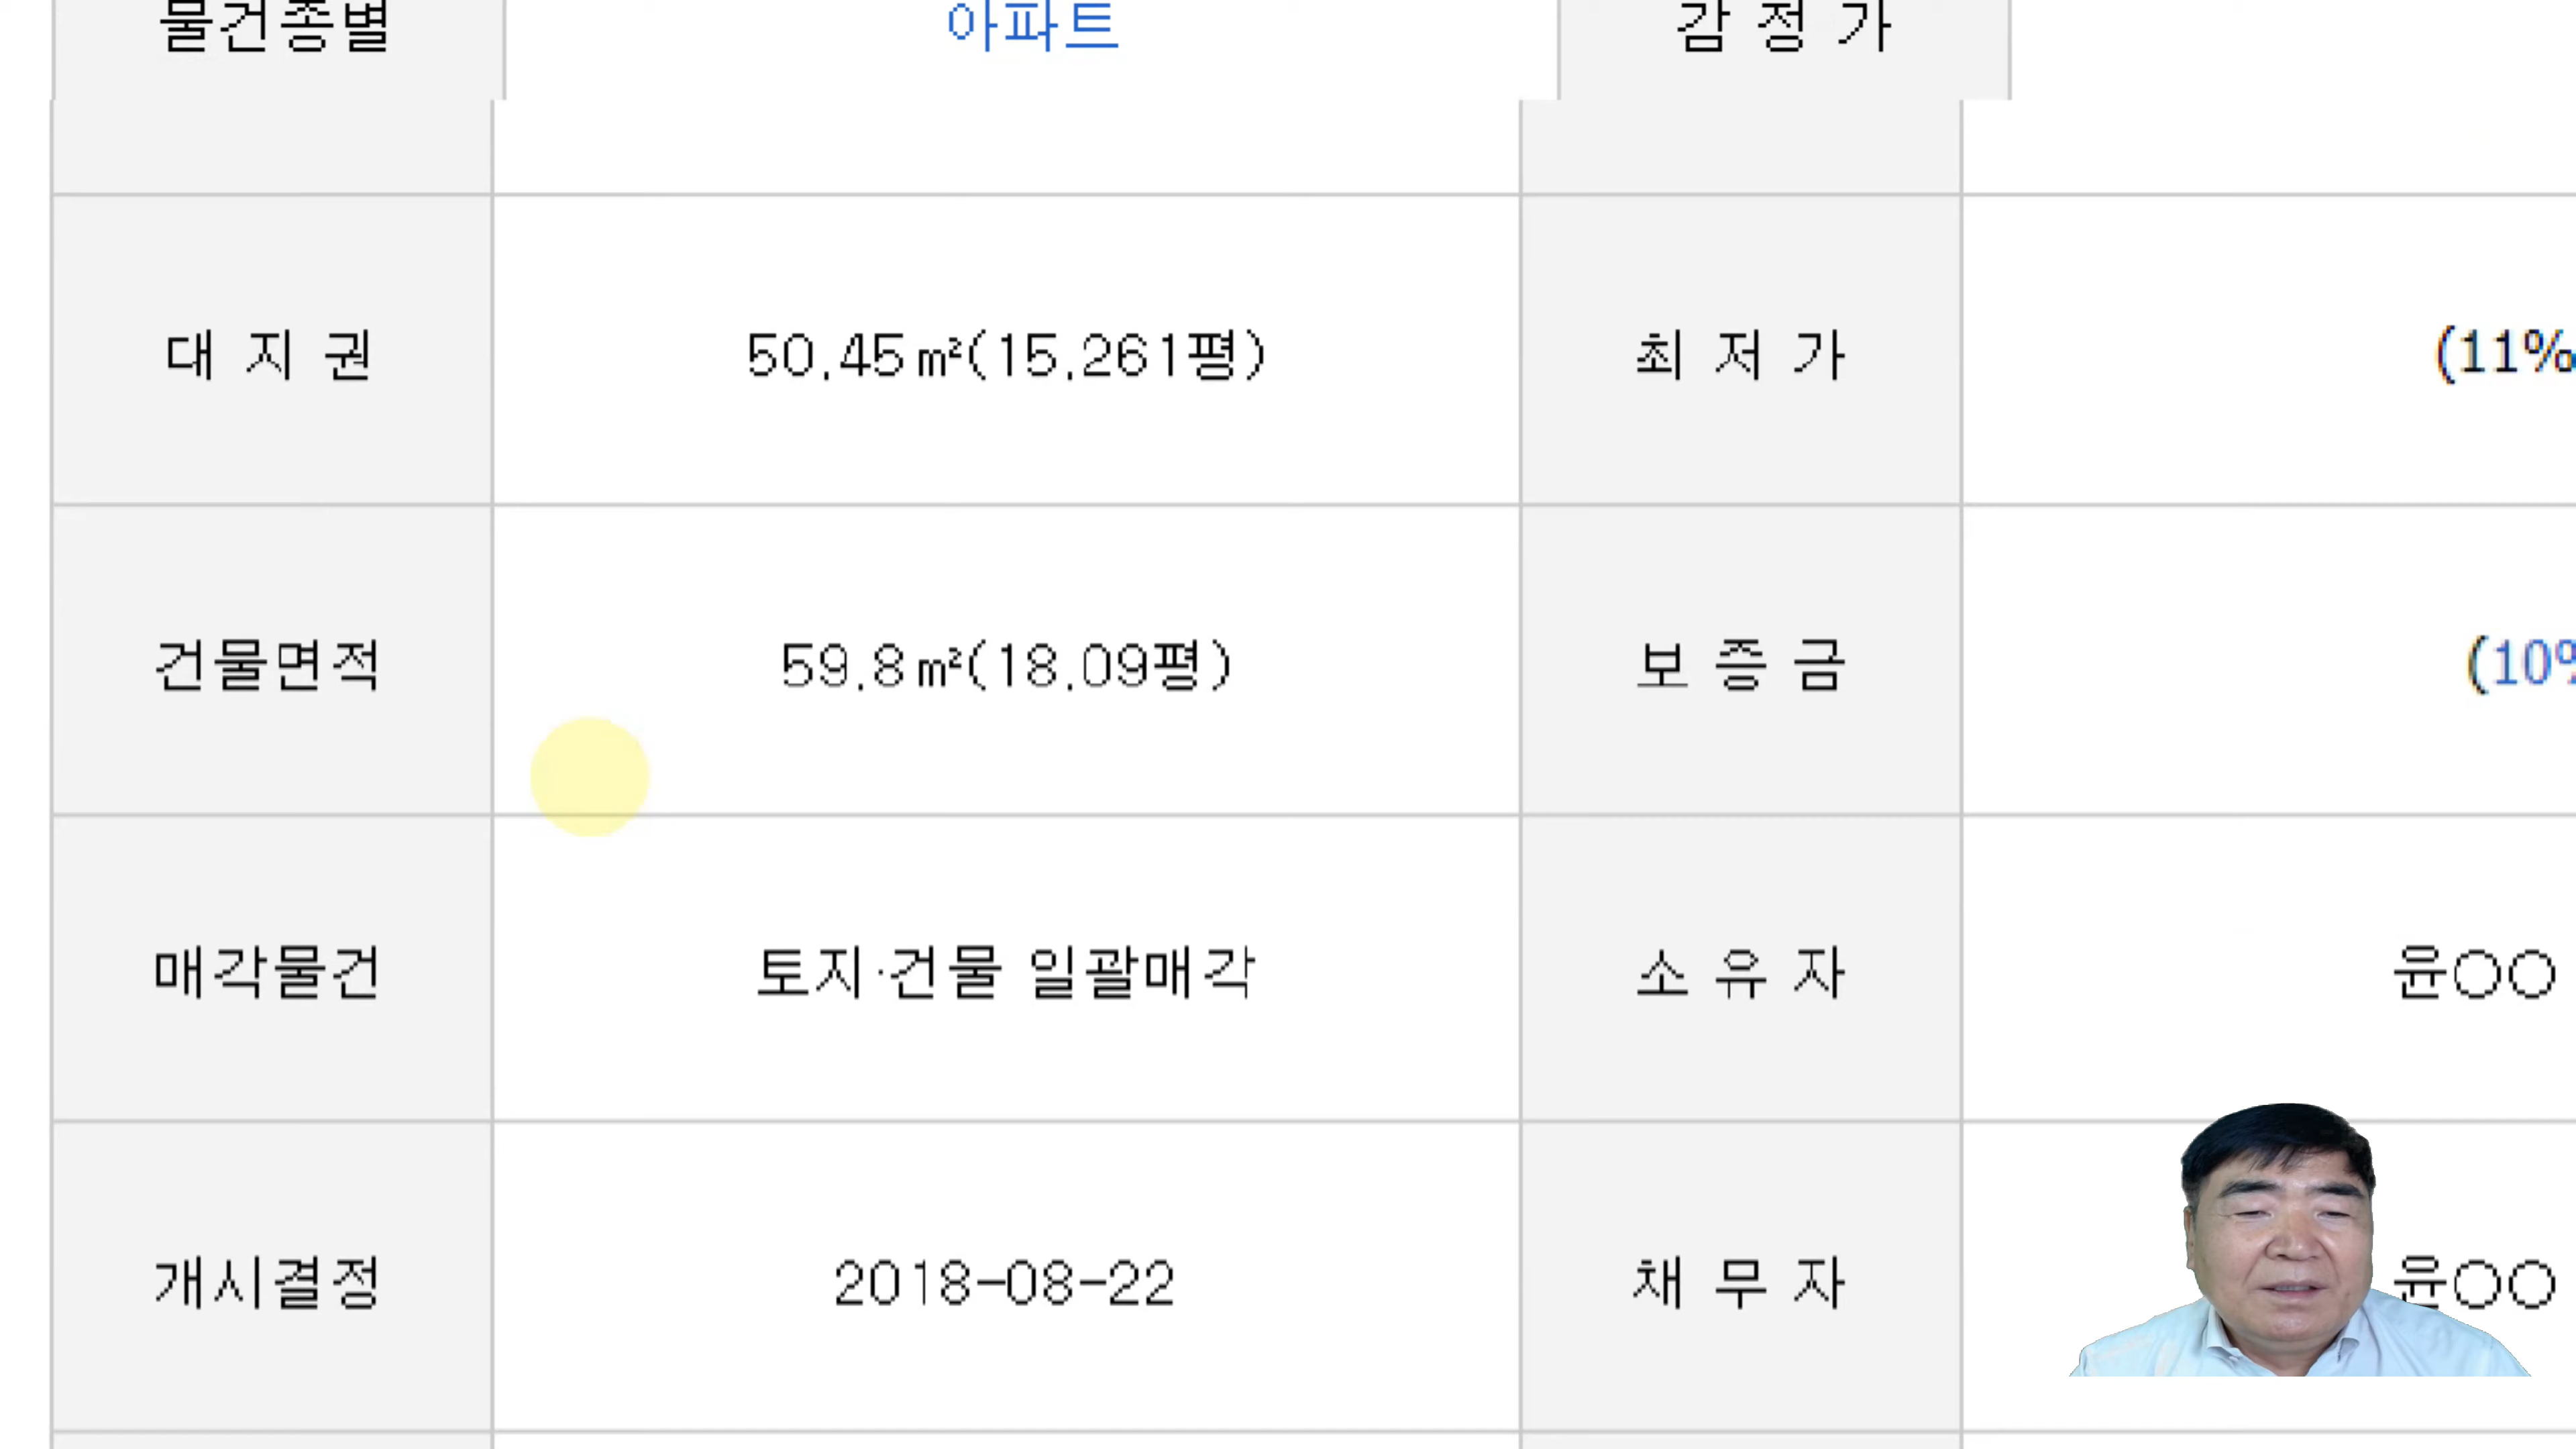 물건종별 아파트 감 정 가
대 지 권 50.45㎡(15.261평) 최 저 가 (11%
건물면적 59.8㎡(18.09평) 보 증 금 (10%
매각물건 토지·건물 일괄매각 소 유 자 윤○○
개시결정 2018-08-22 채 무 자 윤○○